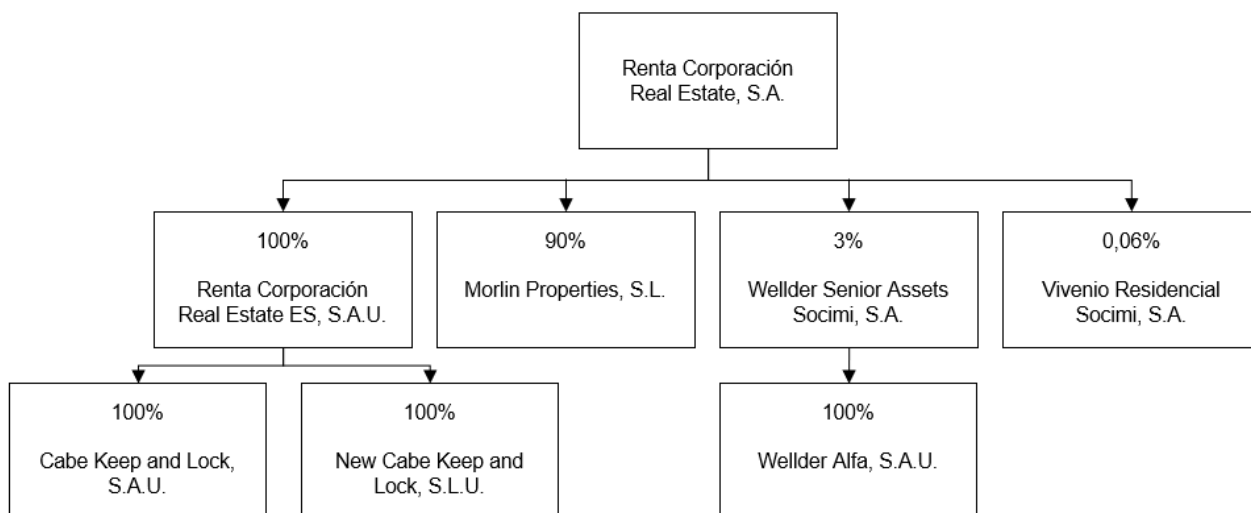 Renta Corporación
Real Estate, S.A.
100%
Renta Corporación
Real Estate ES, S.A.U.
90%
Morlin Properties, S.L.
3%
Wellder Senior Assets
Socimi, S.A.
0,06%
Vivenio Residencial
Socimi, S.A.
100%
Cabe Keep and Lock,
S.A.U.
100%
New Cabe Keep and
Lock, S.L.U.
100%
Wellder Alfa, S.A.U.